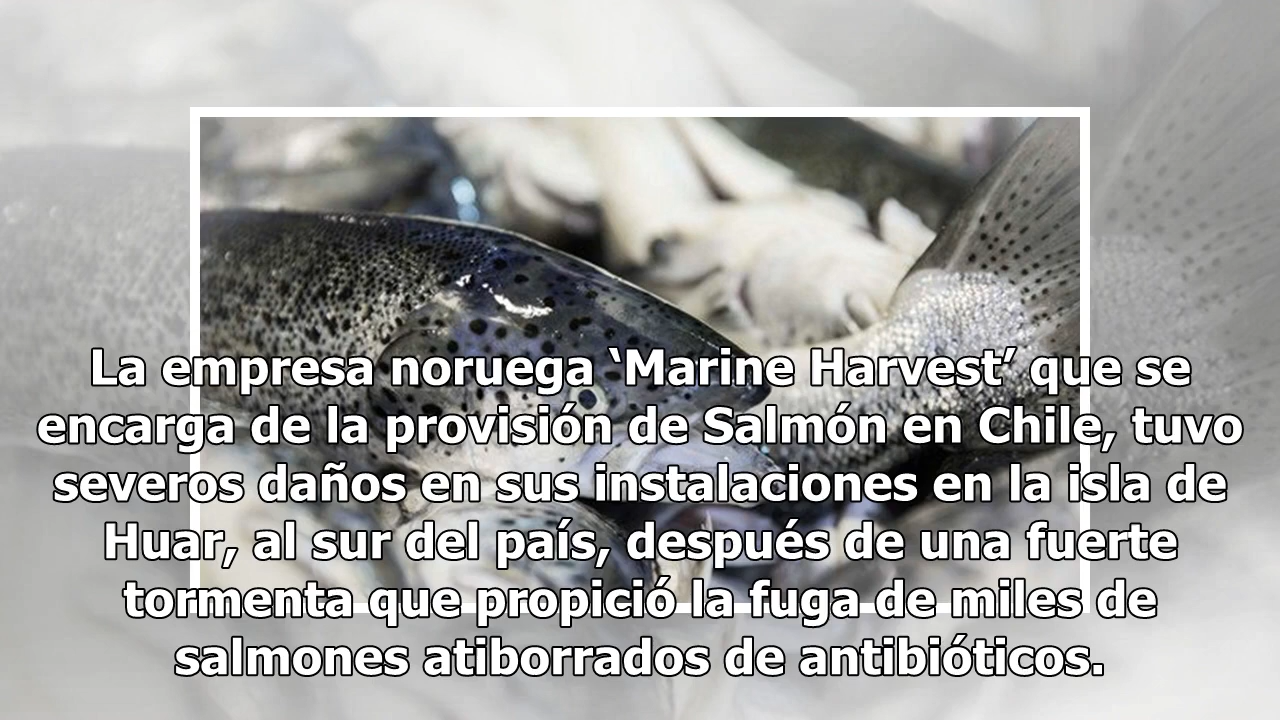 La empresa noruega ‘Marine Harvest’ que se
encarga de la provisión de Salmón en Chile, tuvo
severos daños en sus instalaciones en la isla de
Huar, al sur del país, después de una fuerte
tormenta que propició la fuga de miles de
salmones atiborrados de antibióticos.